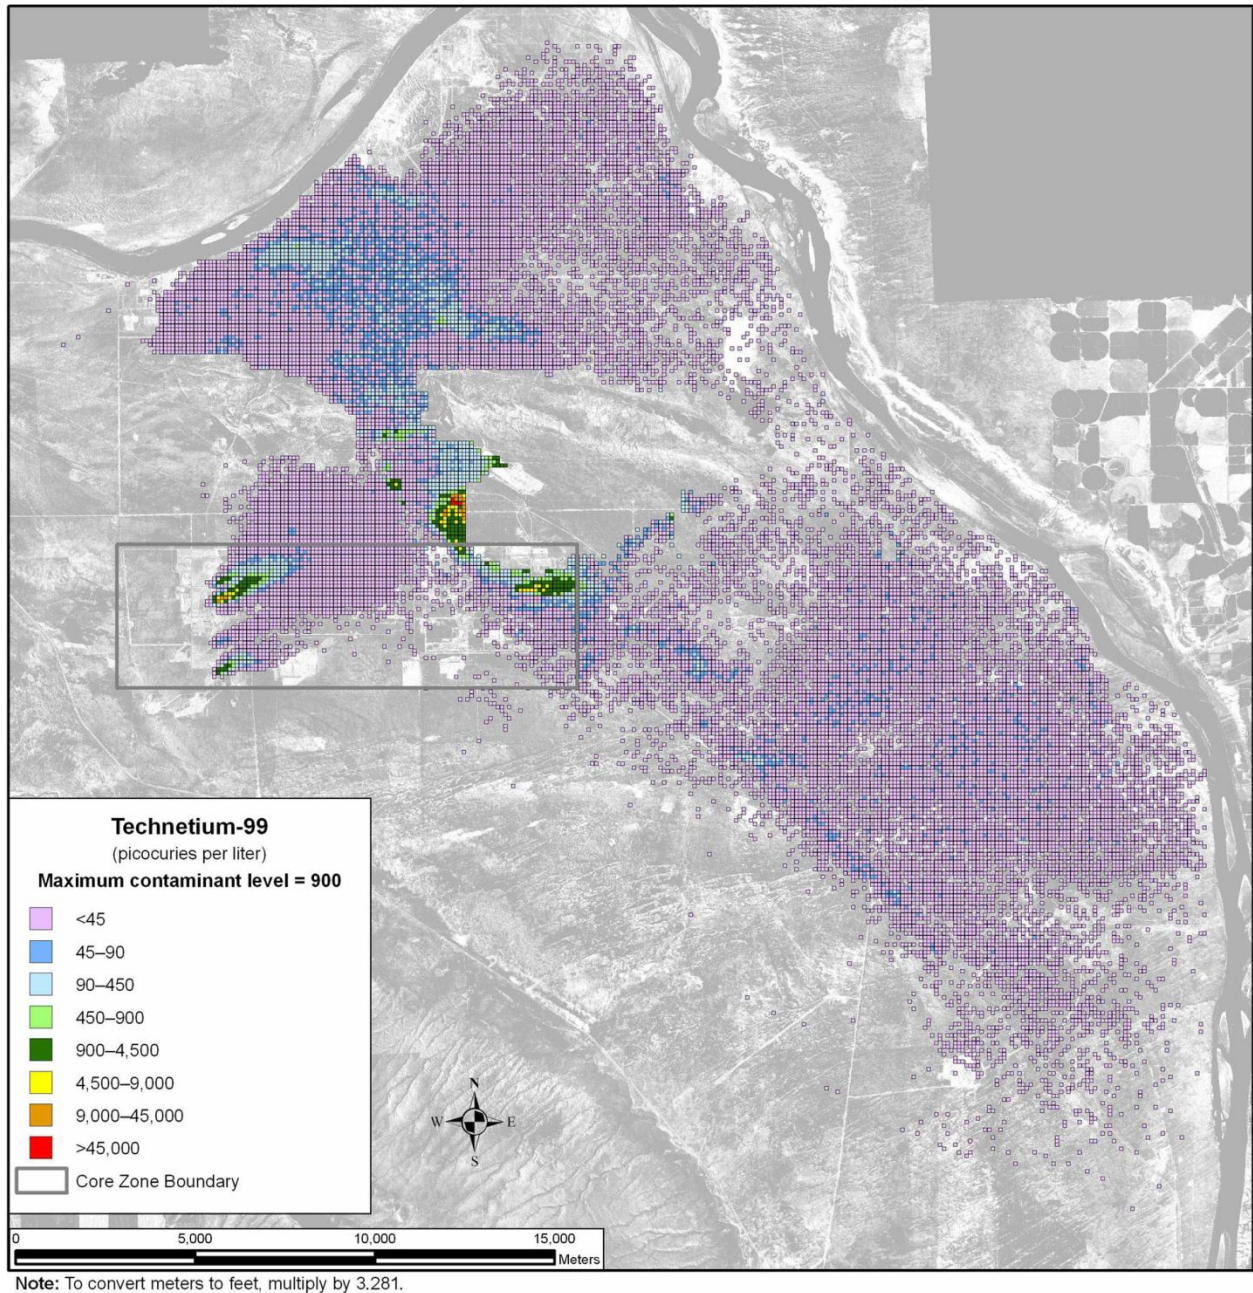 N
W E
S
Technetium-99
(picocuries per liter)
Maximum contaminant level = 900
<45
45–90
90–450
450–900
900–4,500
4,500–9,000
9,000–45,000
>45,000
Core Zone Boundary
0 5,000 10,000 15,000
Meters
Note: To convert meters to feet, multiply by 3.281.